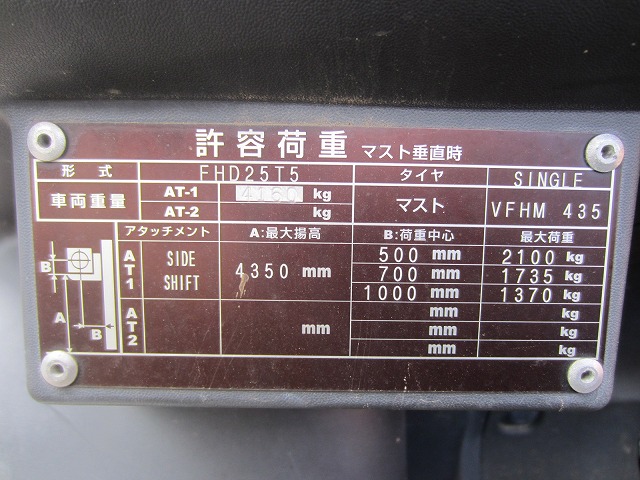 許容荷重 マスト垂直時
形式 FHD25T5 タイヤ SINGLE
車両重量 AT-1 4160 kg マスト VFHM 435
AT-2 kg
アタッチメント A:最大揚高 B:荷重中心 最大荷重
AT1 SIDE SHIFT 4350 mm 500 mm 2100 kg
700 mm 1735 kg
1000 mm 1370 kg
AT2 mm mm kg
mm kg
mm kg
B
A
B